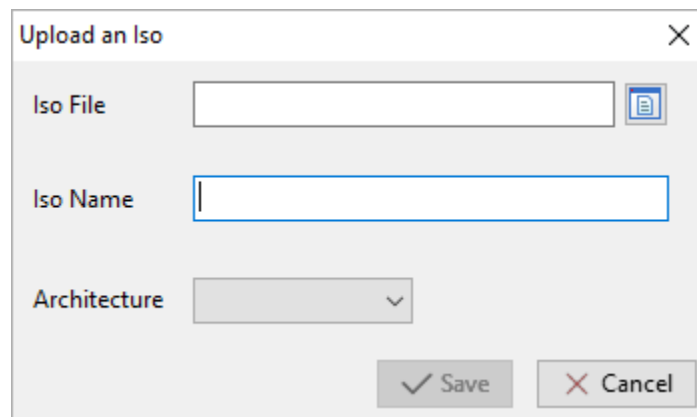 Upload an Iso
Iso File
Iso Name
Architecture
Save
Cancel